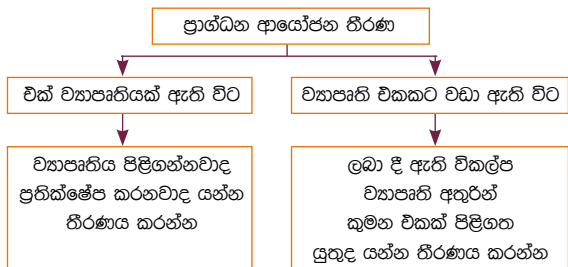 ප්‍රාග්ධන ආයෝජන තීරණ
එක් ව්‍යාපෘතියක් ඇති විට
ව්‍යාපෘති එකකට වඩා ඇති විට
ව්‍යාපෘතිය පිළිගන්නවාද
ප්‍රතික්ෂේප කරනවාද යන්න
තීරණය කරන්න
ලබා දී ඇති විකල්ප
ව්‍යාපෘති අතුරින්
කුමන එකක් පිළිගත
යුතුද යන්න තීරණය කරන්න